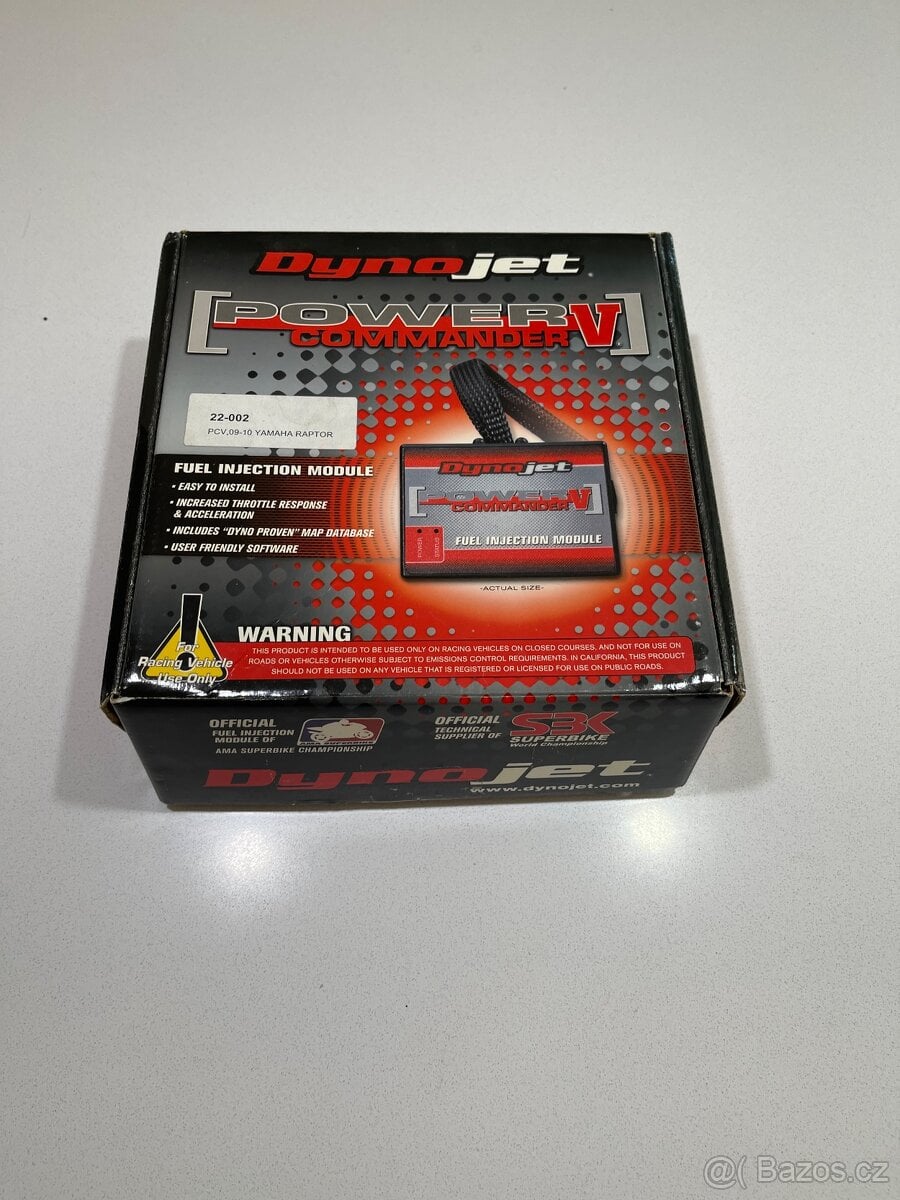 Dynojet
[POWER V]
COMMANDER
22-002
PCV,09-10 YAMAHA RAPTOR
FUEL INJECTION MODULE
• EASY TO INSTALL
• INCREASED THROTTLE RESPONSE
& ACCELERATION
• INCLUDES "DYNO PROVEN" MAP DATABASE
• USER FRIENDLY SOFTWARE
Dynojet
[POWER V]
COMMANDER
POWER
STATUS
FUEL INJECTION MODULE
-ACTUAL SIZE-
For
Racing Vehicle
Use Only
WARNING
THIS PRODUCT IS INTENDED TO BE USED ONLY ON RACING VEHICLES ON CLOSED COURSES, AND NOT FOR USE ON
ROADS OR VEHICLES OTHERWISE SUBJECT TO EMISSIONS CONTROL REQUIREMENTS. IN CALIFORNIA, THIS PRODUCT
SHOULD NOT BE USED ON ANY VEHICLE THAT IS REGISTERED OR LICENSED FOR USE ON PUBLIC ROADS.
OFFICIAL
FUEL INJECTION
MODULE OF
AMA SUPERBIKE
AMA SUPERBIKE CHAMPIONSHIP
OFFICIAL
TECHNICAL
SUPPLIER OF
SBK
SUPERBIKE
World Championship
Dynojet
www.dynojet.com
@( Bazos.cz